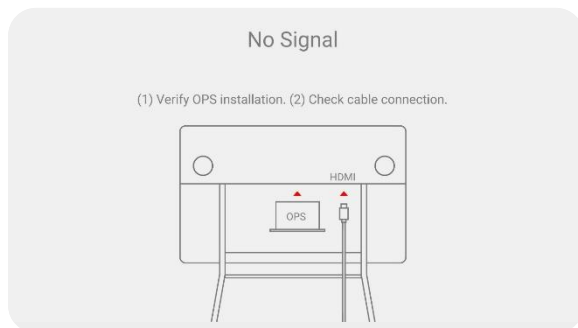 No Signal
(1) Verify OPS installation. (2) Check cable connection.
HDMI
OPS